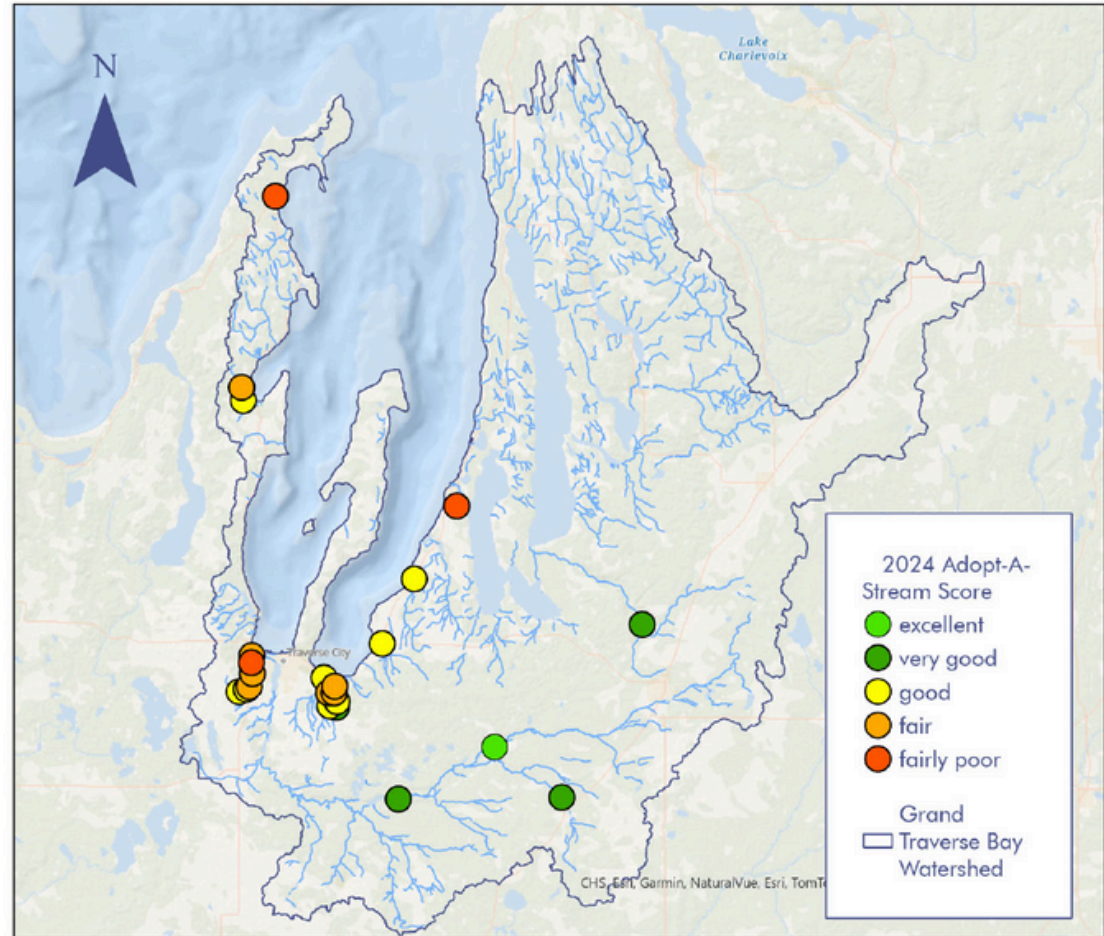 N
Lake
Charlevoix
Traverse City
2024 Adopt-A-
Stream Score
excellent
very good
good
fair
fairly poor
Grand
Traverse Bay
Watershed
CHS, Esri, Garmin, NaturalVue, Esri, TomTo